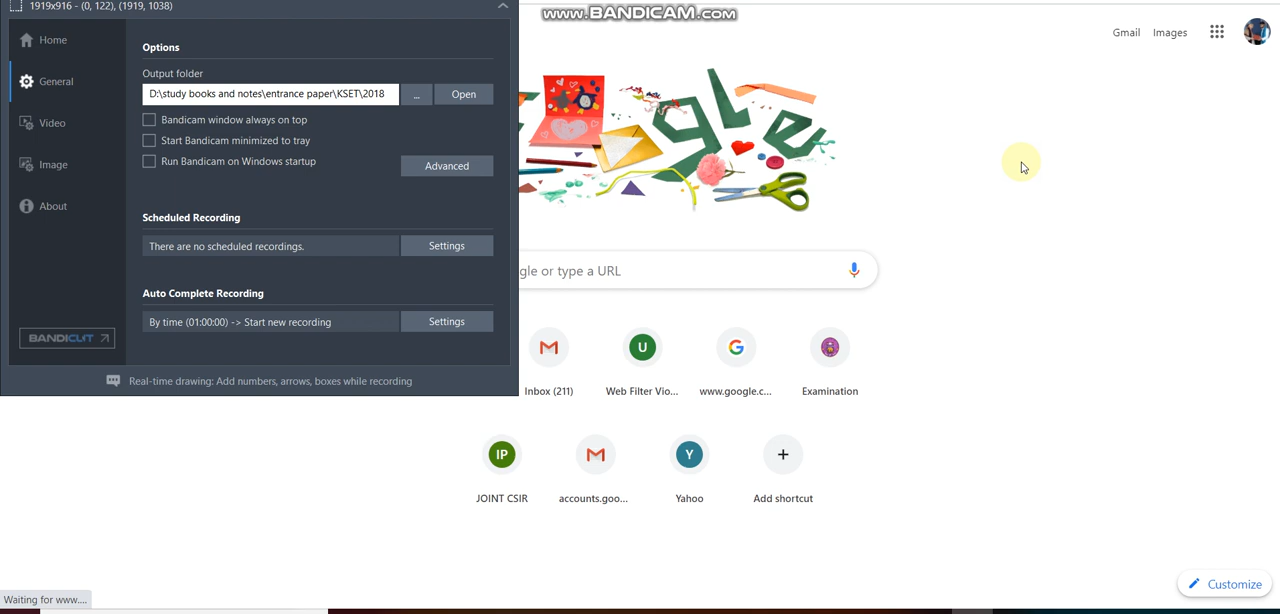 1919x916 - (0, 122), (1919, 1038)
www.BANDICAM.com
Gmail
Images
Home
General
Video
Image
About
BANDICUT
Options
Output folder
D:\study books and notes\entrance paper\KSET\2018
...
Open
Bandicam window always on top
Start Bandicam minimized to tray
Run Bandicam on Windows startup
Advanced
Scheduled Recording
There are no scheduled recordings.
Settings
Auto Complete Recording
By time (01:00:00) -> Start new recording
Settings
Real-time drawing: Add numbers, arrows, boxes while recording
gle
gle or type a URL
Inbox (211)
U
Web Filter Vio...
www.google.c...
Examination
IP
JOINT CSIR
accounts.goo...
Y
Yahoo
Add shortcut
Customize
Waiting for www....